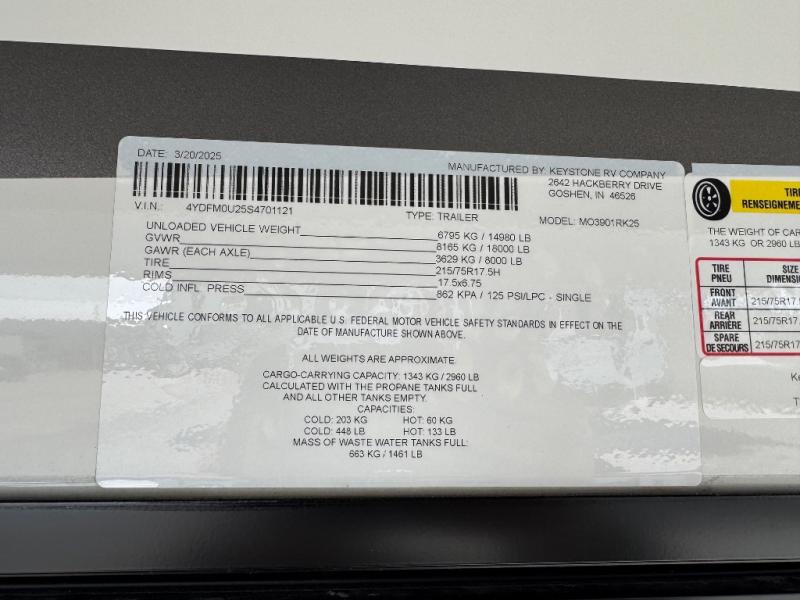 DATE: 3/20/2025
MANUFACTURED BY: KEYSTONE RV COMPANY
2642 HACKBERRY DRIVE
GOSHEN, IN 46526
V.I.N.: 4YDFM0U25S4701121
TYPE: TRAILER
MODEL: MO3901RK25
UNLOADED VEHICLE WEIGHT 6795 KG / 14980 LB
GVWR 8165 KG / 18000 LB
GAWR (EACH AXLE) 3629 KG / 8000 LB
TIRE 215/75R17.5H
RIMS 17.5x6.75
COLD INFL. PRESS 862 KPA / 125 PSI/LPC - SINGLE
THIS VEHICLE CONFORMS TO ALL APPLICABLE U.S. FEDERAL MOTOR VEHICLE SAFETY STANDARDS IN EFFECT ON THE
DATE OF MANUFACTURE SHOWN ABOVE.
ALL WEIGHTS ARE APPROXIMATE.
CARGO-CARRYING CAPACITY: 1343 KG / 2960 LB
CALCULATED WITH THE PROPANE TANKS FULL
AND ALL OTHER TANKS EMPTY.
CAPACITIES:
COLD: 203 KG HOT: 60 KG
COLD: 448 LB HOT: 133 LB
MASS OF WASTE WATER TANKS FULL:
663 KG / 1461 LB
TIRE
RENSEIGNEME
THE WEIGHT OF CAR
1343 KG OR 2960 LB
TIRE SIZE
PNEU DIMENSI
FRONT
AVANT 215/75R17.
REAR
ARRIÈRE 215/75R17.
SPARE
DE SECOURS 215/75R17
Ke
T